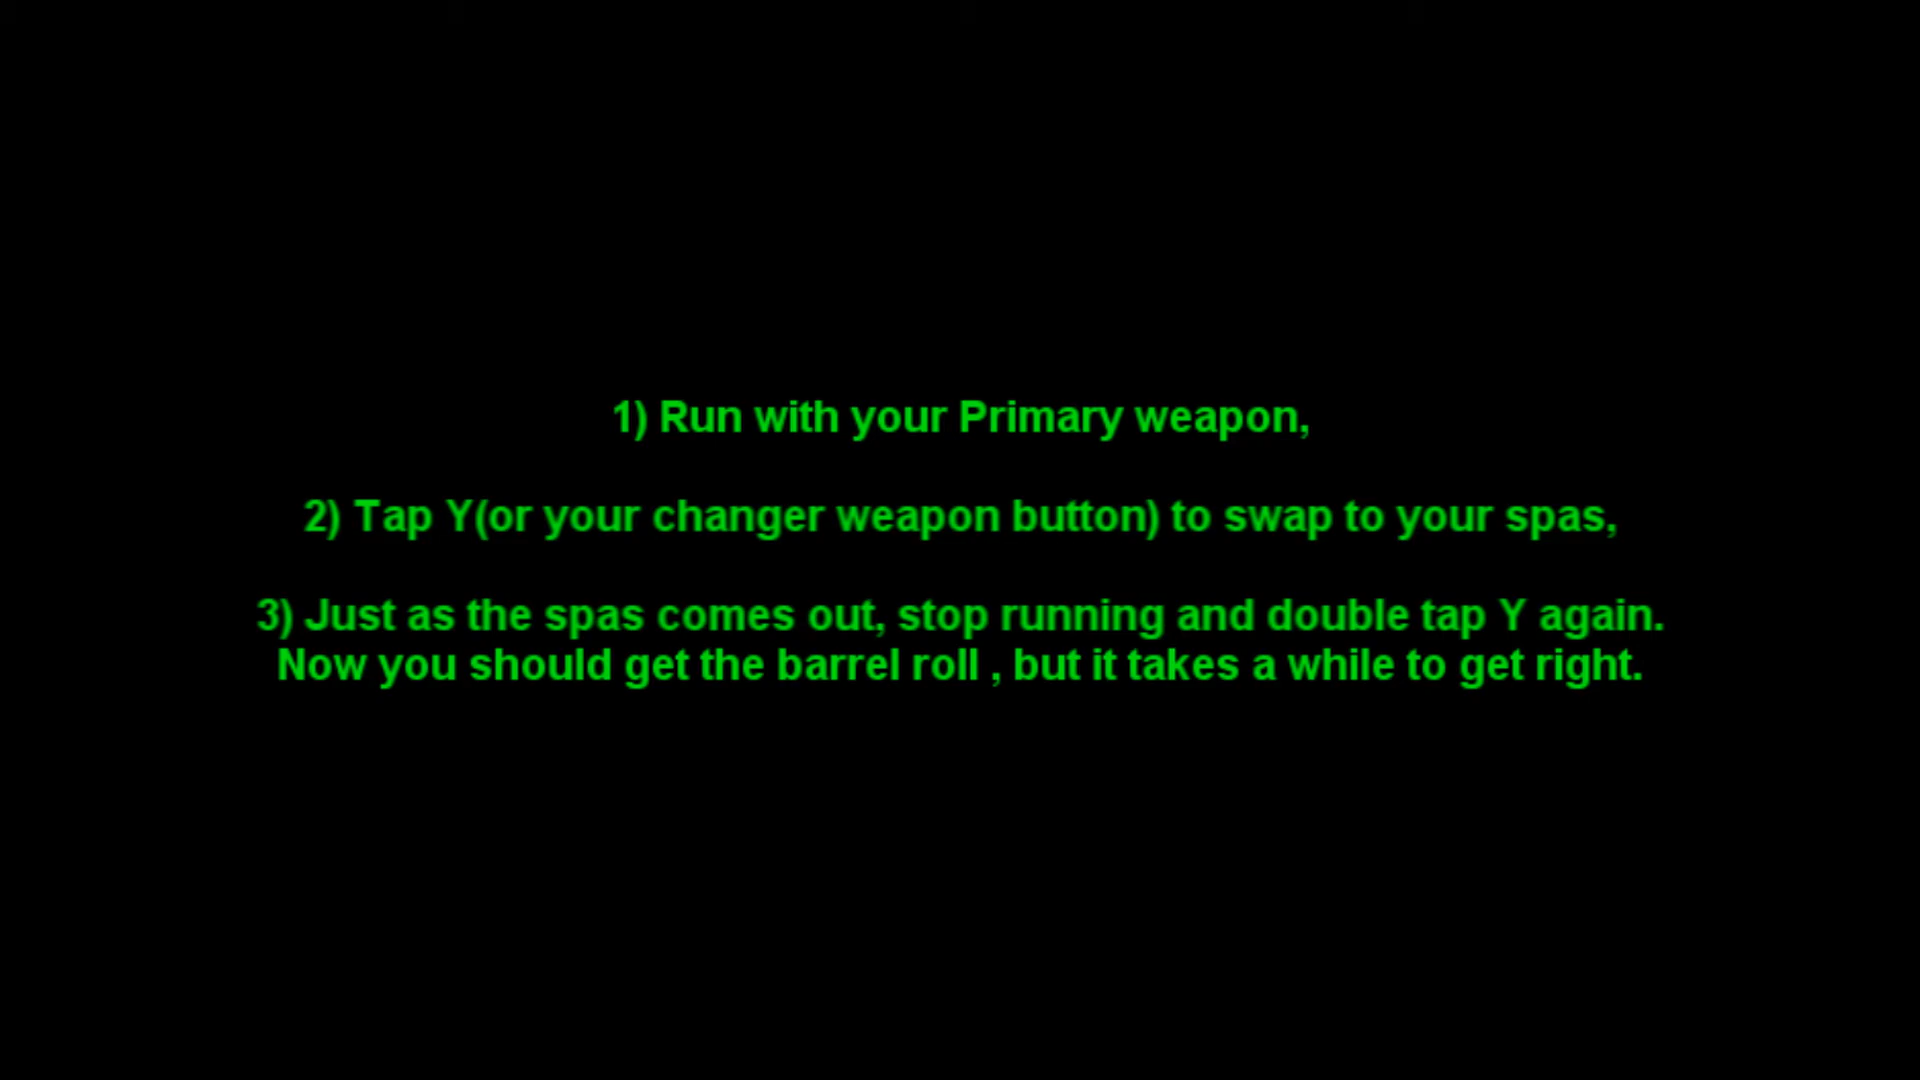 1) Run with your Primary weapon,
2) Tap Y(or your changer weapon button) to swap to your spas,
3) Just as the spas comes out, stop running and double tap Y again.
Now you should get the barrel roll , but it takes a while to get right.